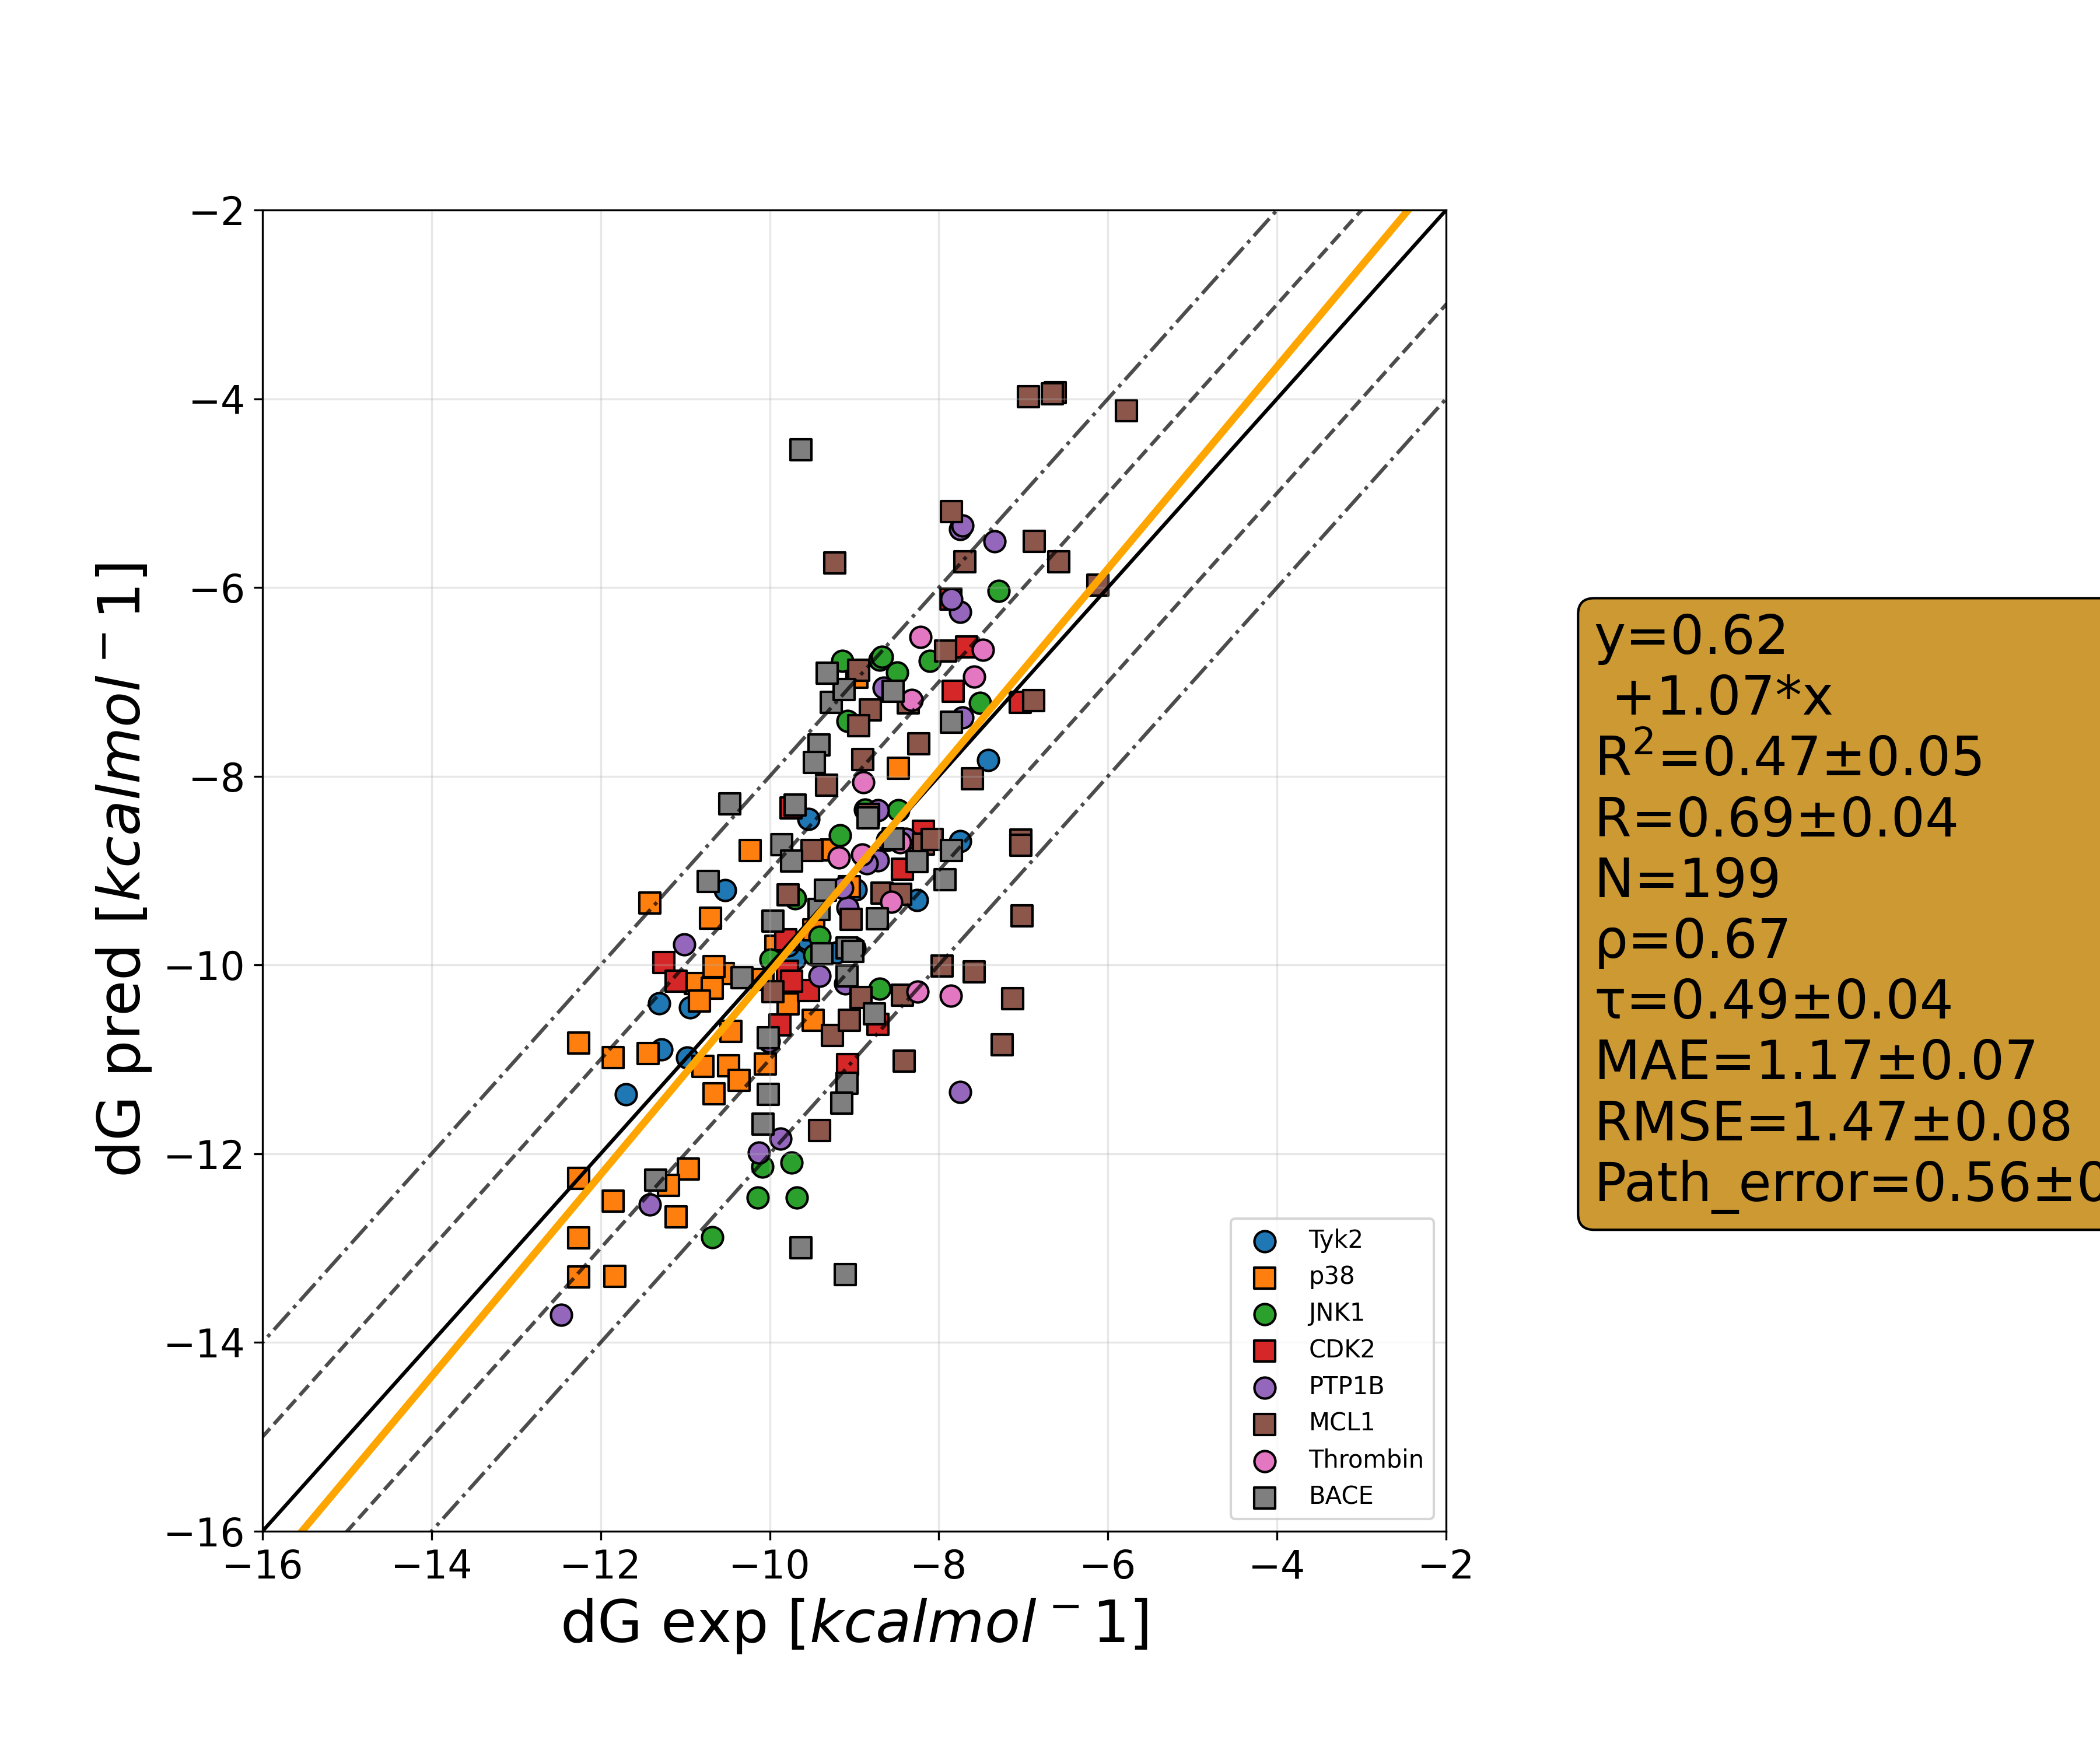 −2
−4
−6
−8
−10
−12
−14
−16
−16 −14 −12 −10 −8 −6 −4 −2
dG pred [kcalmol⁻1]
dG exp [kcalmol⁻1]
Tyk2
p38
JNK1
CDK2
PTP1B
MCL1
Thrombin
BACE
y=0.62
+1.07*x
R²=0.47±0.05
R=0.69±0.04
N=199
ρ=0.67
τ=0.49±0.04
MAE=1.17±0.07
RMSE=1.47±0.08
Path_error=0.56±